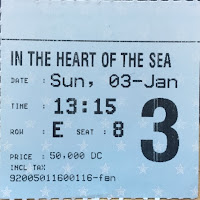 IN THE HEART OF THE SEA
DATE : Sun, 03-Jan
TIME : 13:15
ROW : E SEAT : 8
3
PRICE : 50,000 DC
INCL TAX
92005011600116-fan